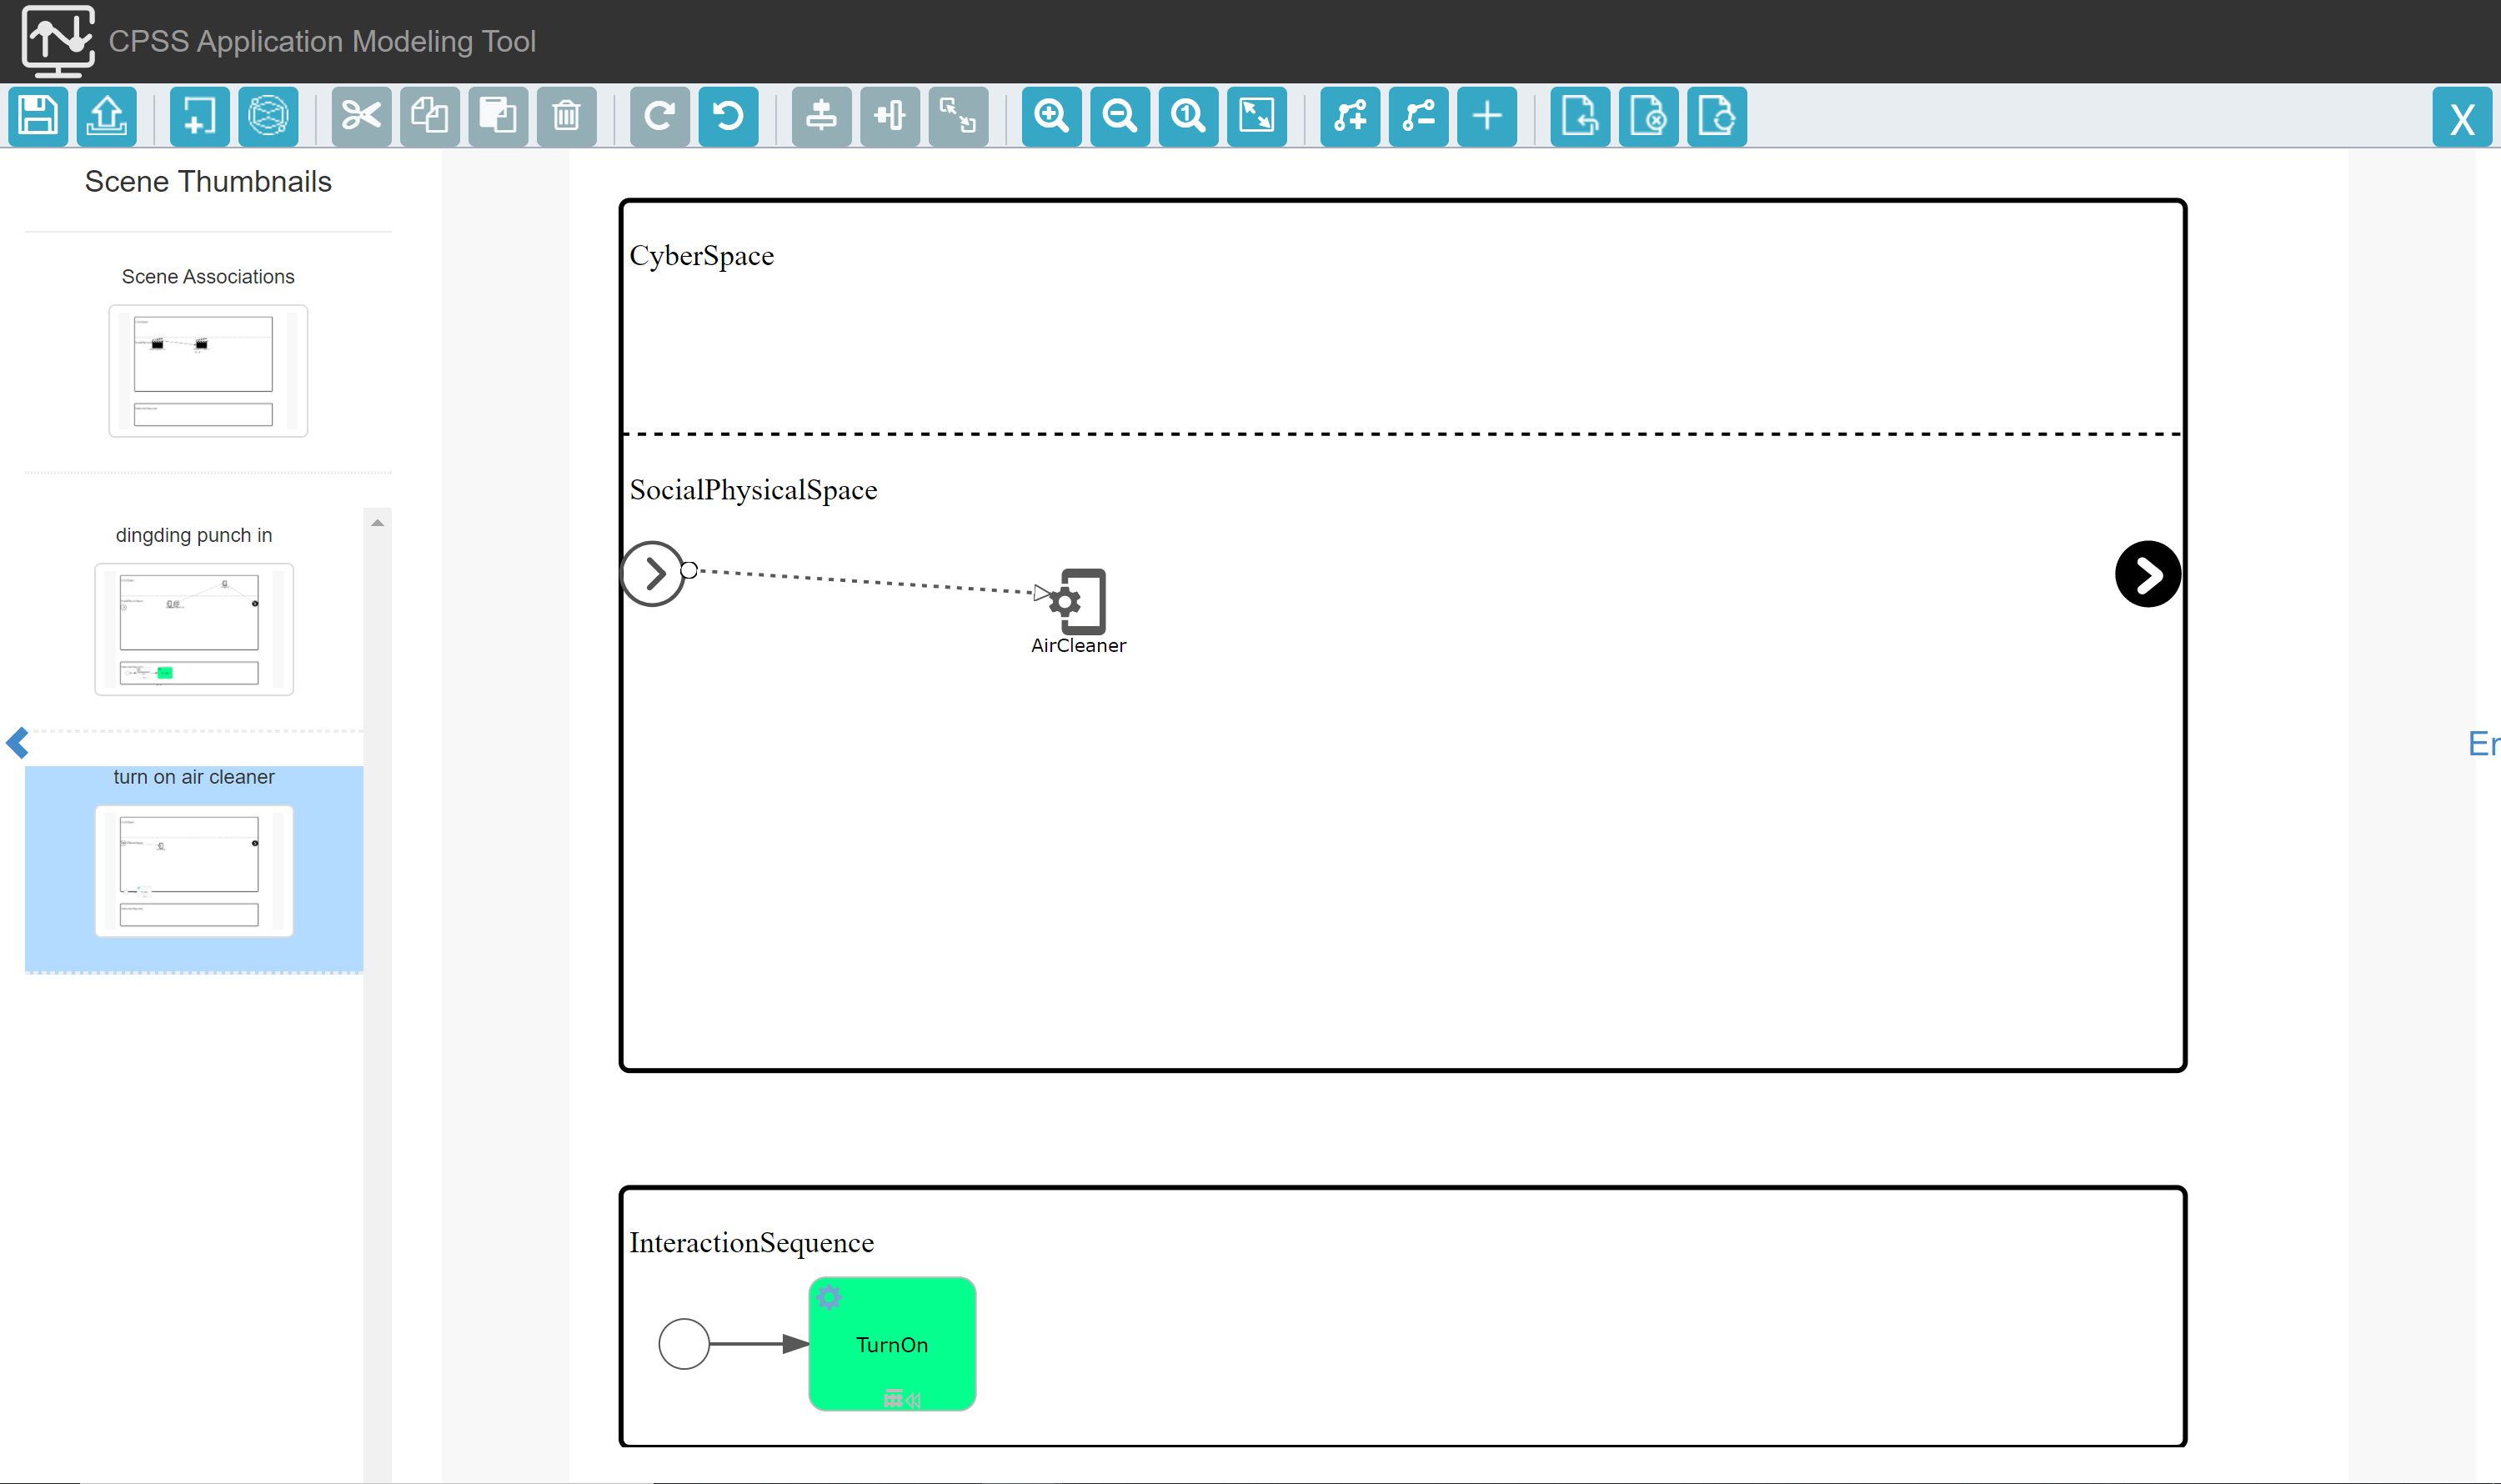 CPSS Application Modeling Tool
X
Scene Thumbnails
Scene Associations
dingding punch in
turn on air cleaner
CyberSpace
SocialPhysicalSpace
AirCleaner
En
InteractionSequence
TurnOn